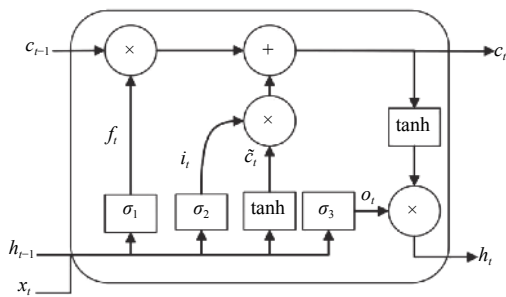 c_{t-1} × + c_t
tanh
f_t i_t × c̃_t
σ_1 σ_2 tanh σ_3 o_t ×
h_{t-1} h_t
x_t